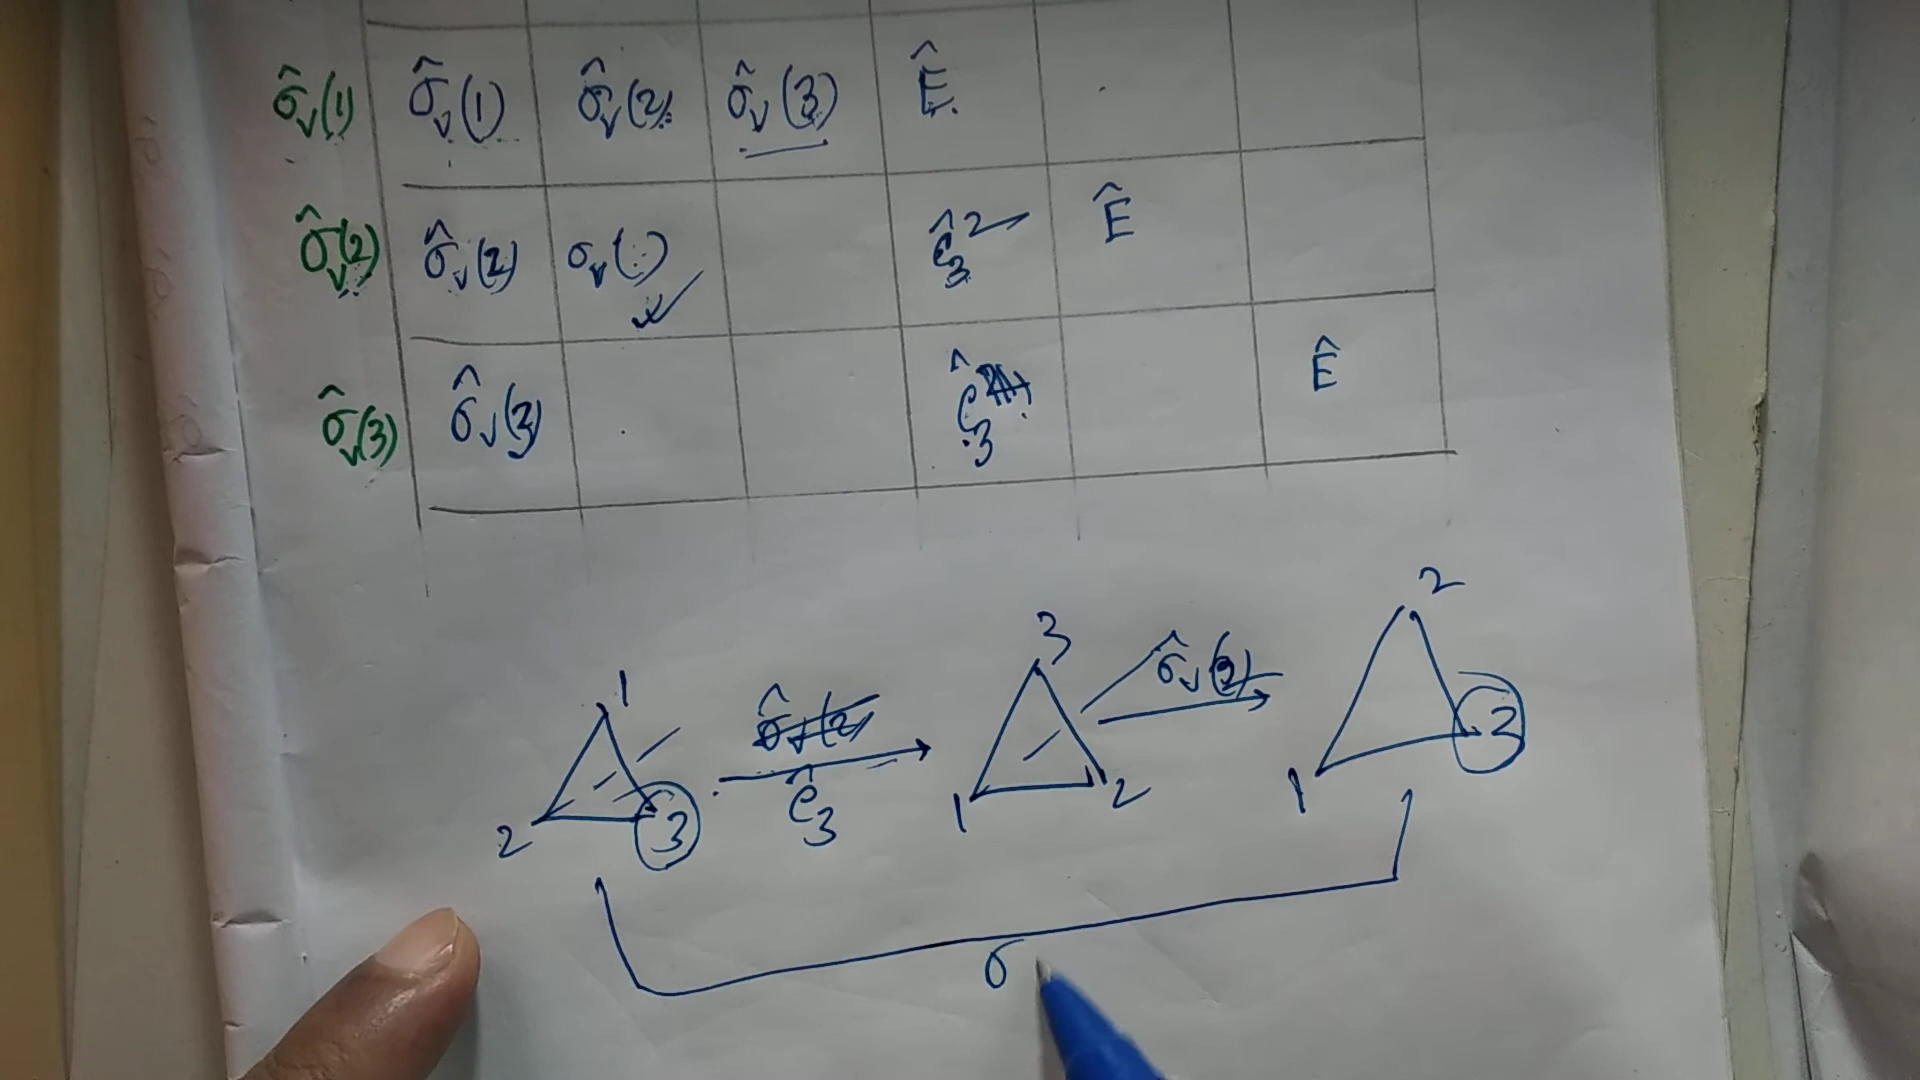 σ̂v(1) σ̂v(1) σ̂v(2) σ̂v(3) Ê
σ̂v(2) σ̂v(2) σv( ) Ĉ3² Ê
σ̂v(3) σ̂v(3) Ĉ3 Ê
1 3 2
σ̂v(2) σ̂v(2)
2 3 Ĉ3 1 2 1 3
σ